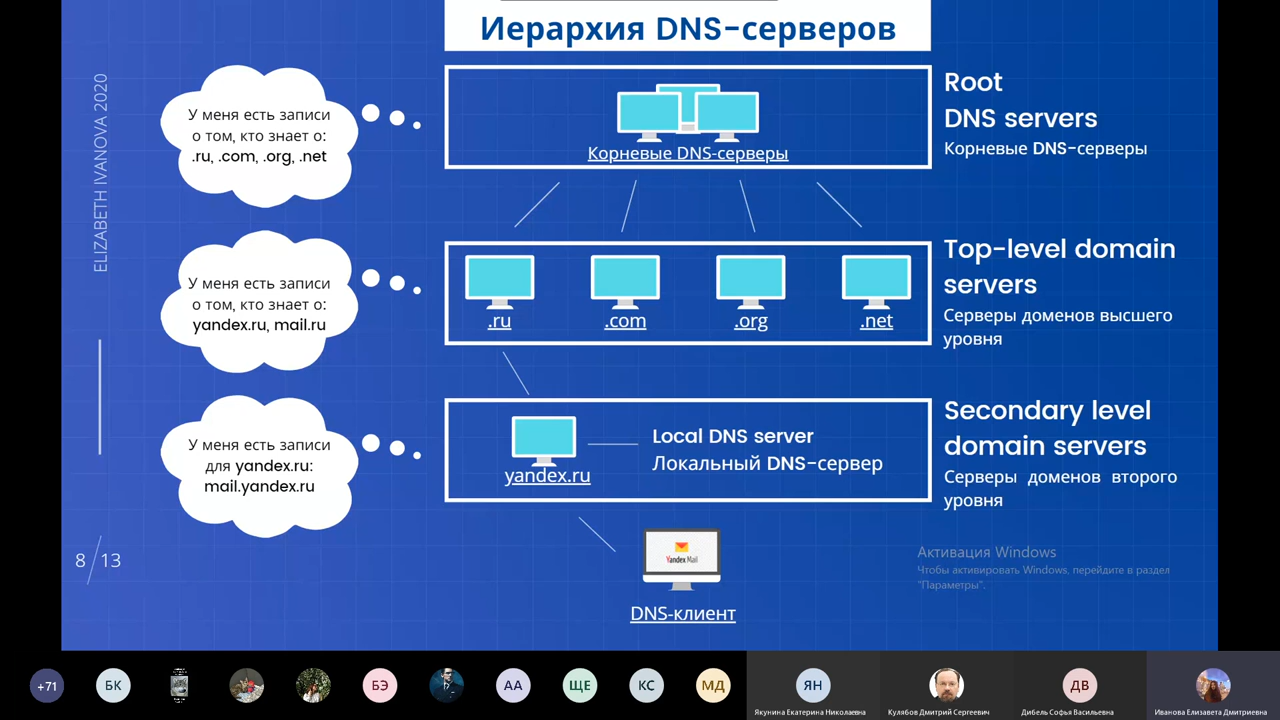 Иерархия DNS-серверов
ELIZABETH IVANOVA 2020
У меня есть записи
о том, кто знает о:
.ru, .com, .org, .net
Корневые DNS-серверы
Root
DNS servers
Корневые DNS-серверы
У меня есть записи
о том, кто знает о:
yandex.ru, mail.ru
.ru
.com
.org
.net
Top-level domain
servers
Серверы доменов высшего
уровня
У меня есть записи
для yandex.ru:
mail.yandex.ru
yandex.ru
Local DNS server
Локальный DNS-сервер
Secondary level
domain servers
Серверы доменов второго
уровня
8/13
Yandex Mail
DNS-клиент
Активация Windows
Чтобы активировать Windows, перейдите в раздел
"Параметры".
+71
БК
БЭ
АА
ЩЕ
КС
МД
ЯН
ДВ
Якунина Екатерина Николаевна
Кулябов Дмитрий Сергеевич
Дибель Софья Васильевна
Иванова Елизавета Дмитриевна